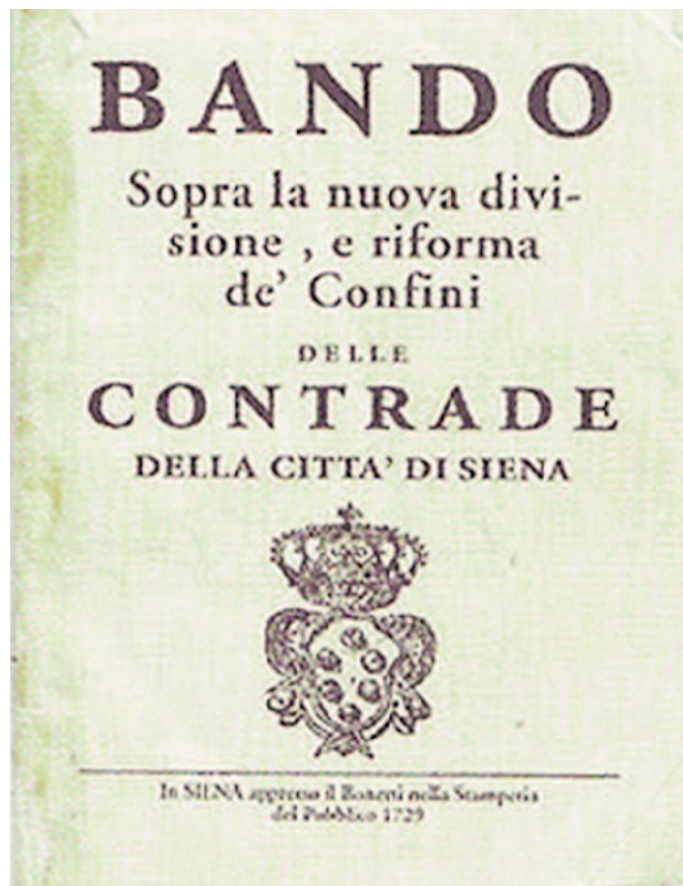 BANDO
Sopra la nuova divi-
sione , e riforma
de' Confini
DELLE
CONTRADE
DELLA CITTA' DI SIENA
In SIENA appresso il Bonetti nella Stamperia
del Pubblico 1729